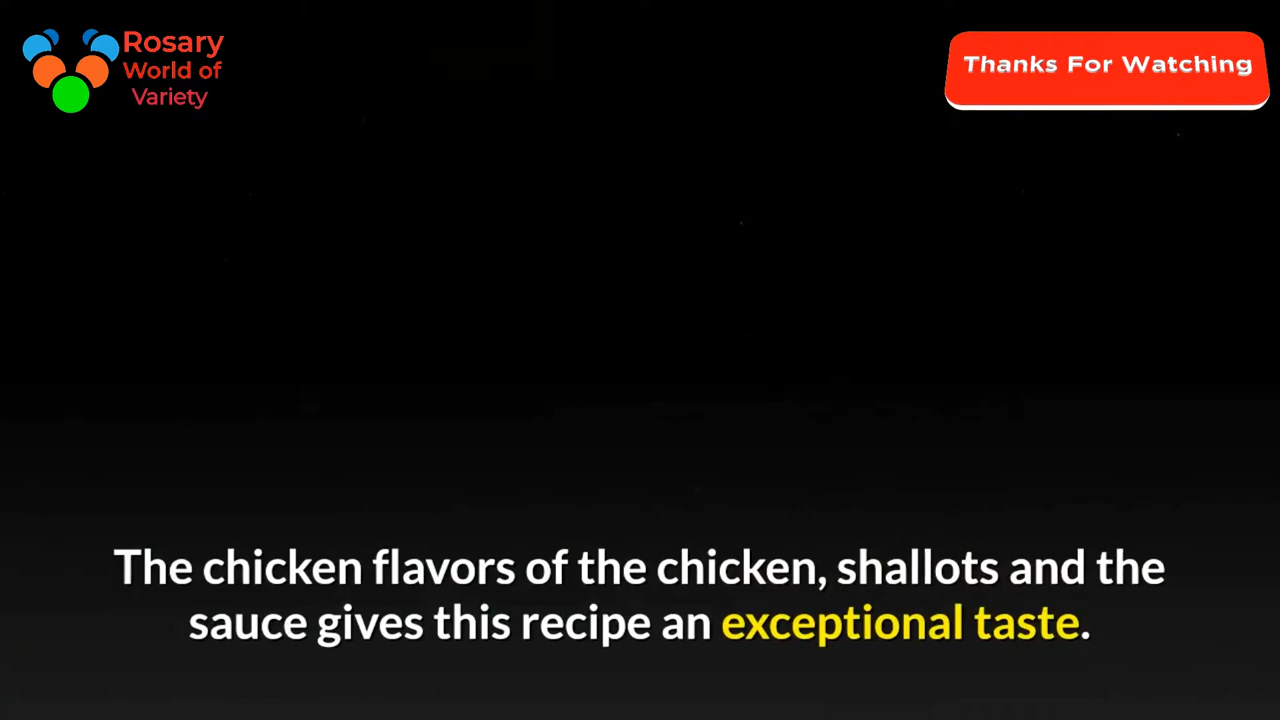 Rosary
World of
Variety
Thanks For Watching
The chicken flavors of the chicken, shallots and the
sauce gives this recipe an exceptional taste.